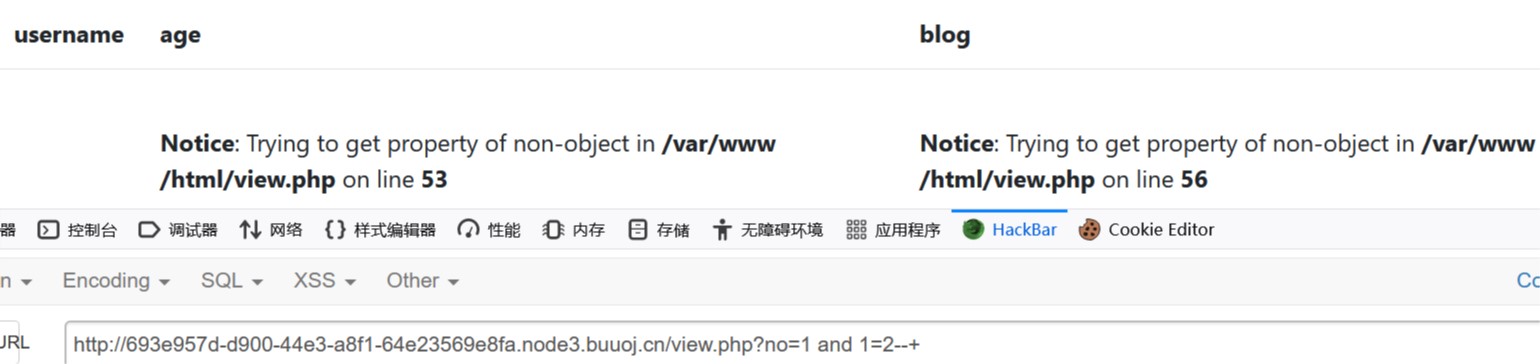 username age blog
Notice: Trying to get property of non-object in /var/www
/html/view.php on line 53
Notice: Trying to get property of non-object in /var/www
/html/view.php on line 56
器 控制台 调试器 网络 {} 样式编辑器 性能 内存 存储 无障碍环境 应用程序 HackBar Cookie Editor
n Encoding SQL XSS Other Co
URL http://693e957d-d900-44e3-a8f1-64e23569e8fa.node3.buuoj.cn/view.php?no=1 and 1=2--+